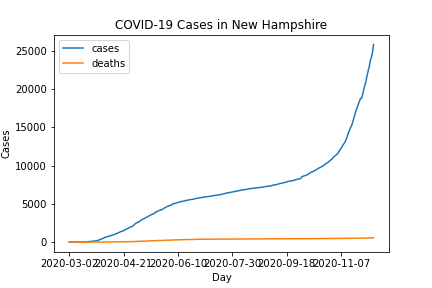 COVID-19 Cases in New Hampshire
cases
deaths
25000
20000
15000
10000
5000
0
Cases
2020-03-02 2020-04-21 2020-06-10 2020-07-30 2020-09-18 2020-11-07
Day